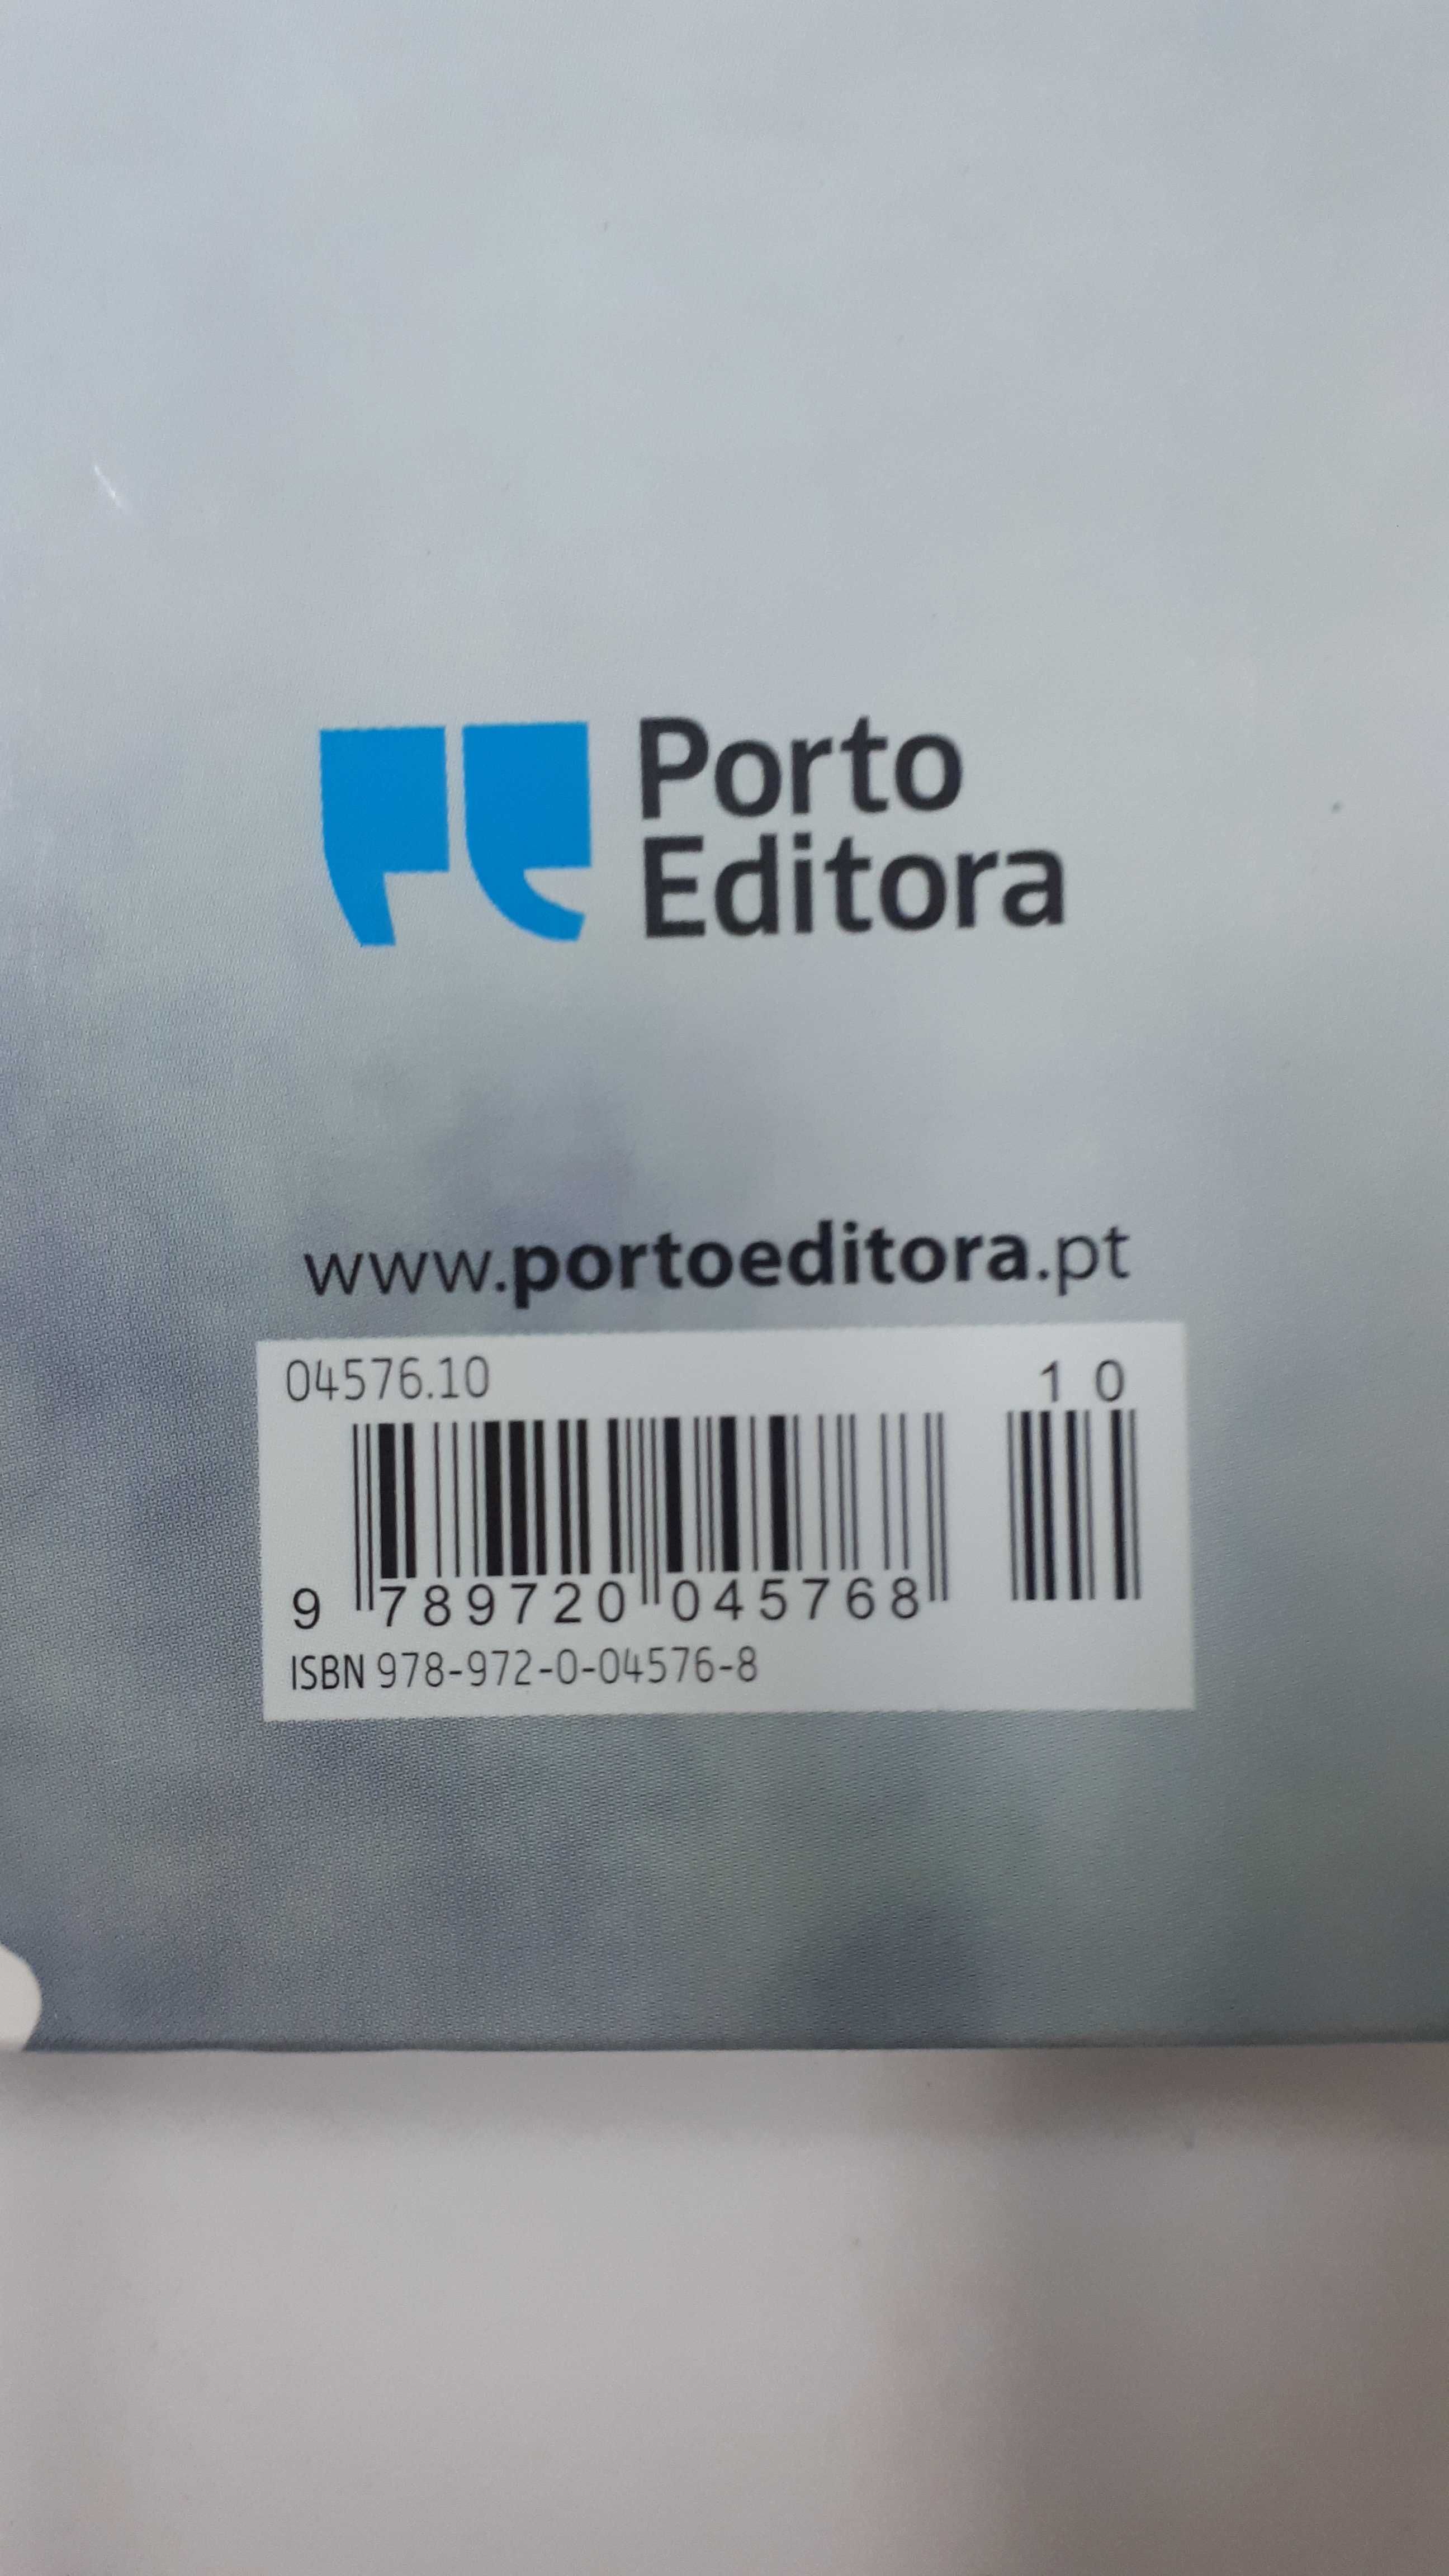 Porto
Editora
www.portoeditora.pt
04576.10
1 0
9 789720 045768
ISBN 978-972-0-04576-8